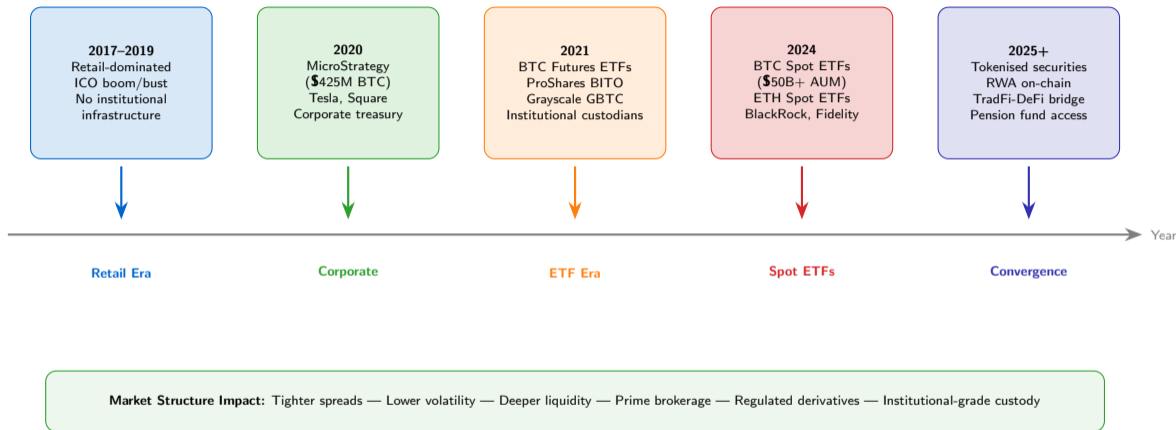 2017–2019
Retail-dominated
ICO boom/bust
No institutional
infrastructure
2020
MicroStrategy
($425M BTC)
Tesla, Square
Corporate treasury
2021
BTC Futures ETFs
ProShares BITO
Grayscale GBTC
Institutional custodians
2024
BTC Spot ETFs
($50B+ AUM)
ETH Spot ETFs
BlackRock, Fidelity
2025+
Tokenised securities
RWA on-chain
TradFi-DeFi bridge
Pension fund access
Year
Retail Era
Corporate
ETF Era
Spot ETFs
Convergence
Market Structure Impact: Tighter spreads — Lower volatility — Deeper liquidity — Prime brokerage — Regulated derivatives — Institutional-grade custody